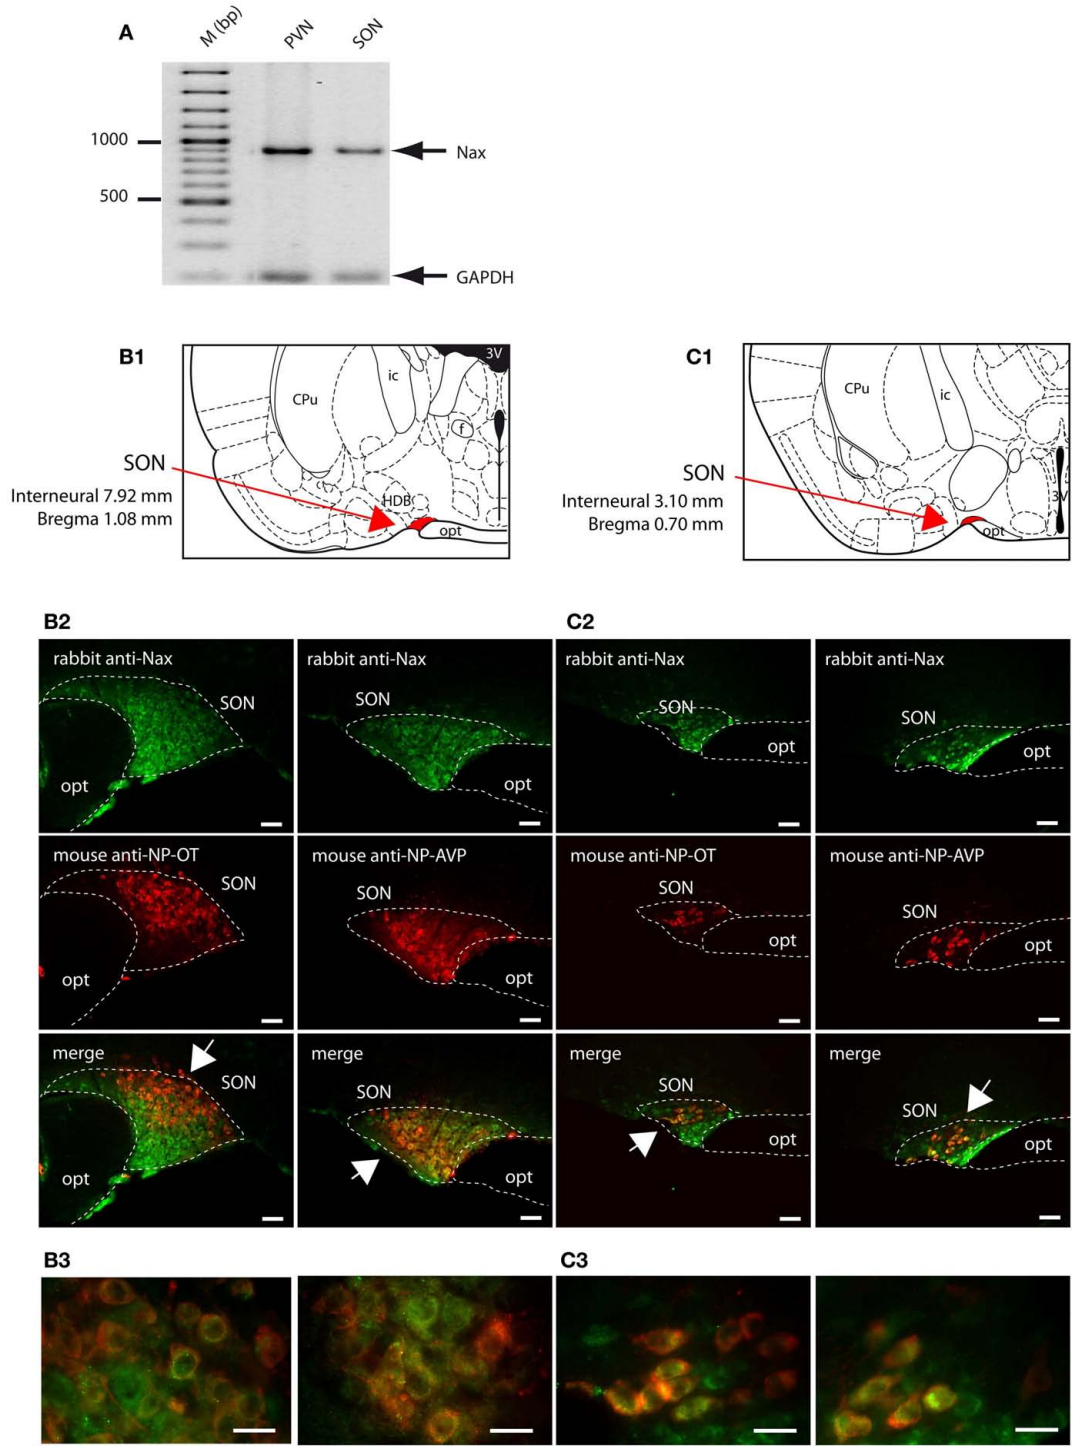 A
M (bp)
PVN
SON
1000
500
Nax
GAPDH
B1
3V
ic
CPu
f
SON
HDB
Interneural 7.92 mm
Bregma 1.08 mm
opt
C1
CPu
ic
SON
Interneural 3.10 mm
Bregma 0.70 mm
3V
opt
B2
C2
rabbit anti-Nax
SON
opt
rabbit anti-Nax
SON
opt
rabbit anti-Nax
SON
opt
rabbit anti-Nax
SON
opt
mouse anti-NP-OT
SON
opt
mouse anti-NP-AVP
SON
opt
mouse anti-NP-OT
SON
opt
mouse anti-NP-AVP
SON
opt
merge
SON
opt
merge
SON
opt
merge
SON
opt
merge
SON
opt
B3
C3